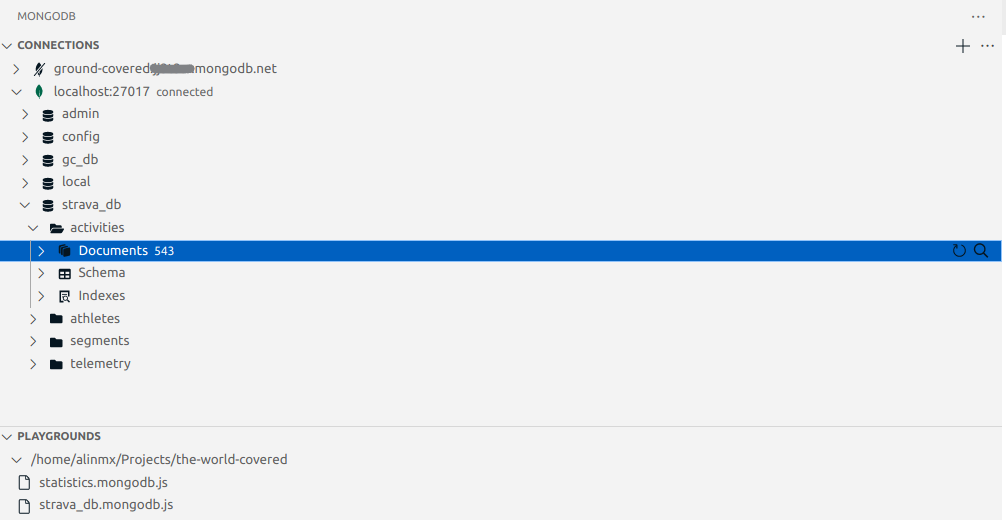 MONGODB
CONNECTIONS
ground-covered mongodb.net
localhost:27017 connected
admin
config
gc_db
local
strava_db
activities
Documents 543
Schema
Indexes
athletes
segments
telemetry
PLAYGROUNDS
/home/alinmx/Projects/the-world-covered
statistics.mongodb.js
strava_db.mongodb.js